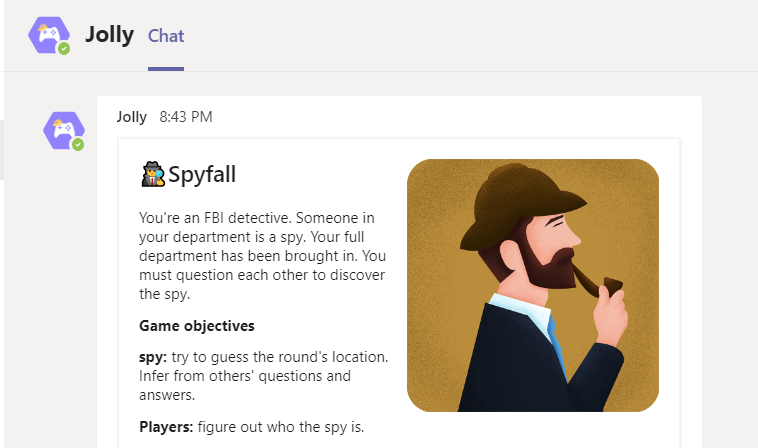 Jolly Chat
Jolly 8:43 PM
Spyfall
You're an FBI detective. Someone in
your department is a spy. Your full
department has been brought in. You
must question each other to discover
the spy.
Game objectives
spy: try to guess the round's location.
Infer from others' questions and
answers.
Players: figure out who the spy is.